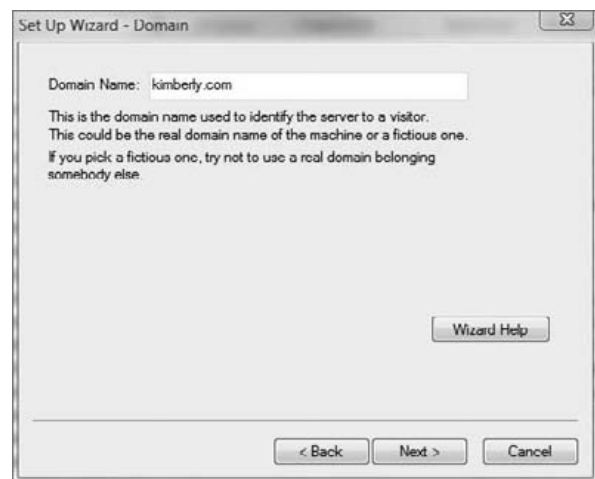 Set Up Wizard - Domain
Domain Name: kimberly.com
This is the domain name used to identify the server to a visitor.
This could be the real domain name of the machine or a fictious one.
If you pick a fictious one, try not to use a real domain belonging
somebody else.
Wizard Help
< Back
Next >
Cancel